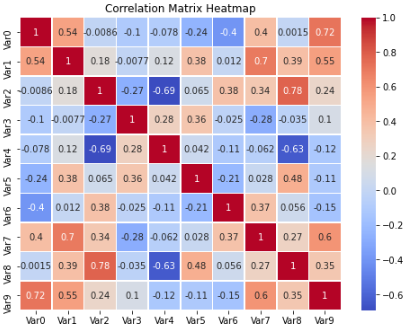 Correlation Matrix Heatmap
Var0 1 0.54 -0.0086 -0.1 -0.078 -0.24 -0.4 0.4 0.0015 0.72
Var1 0.54 1 0.18 -0.0077 0.12 0.38 0.012 0.7 0.39 0.55
Var2 -0.0086 0.18 1 -0.27 -0.69 0.065 0.38 0.34 0.78 0.24
Var3 -0.1 -0.0077 -0.27 1 0.28 0.36 -0.025 -0.28 -0.035 0.1
Var4 -0.078 0.12 -0.69 0.28 1 0.042 -0.11 -0.062 -0.63 -0.12
Var5 -0.24 0.38 0.065 0.36 0.042 1 -0.21 0.028 0.48 -0.11
Var6 -0.4 0.012 0.38 -0.025 -0.11 -0.21 1 0.37 0.056 -0.15
Var7 0.4 0.7 0.34 -0.28 -0.062 0.028 0.37 1 0.27 0.6
Var8 -0.0015 0.39 0.78 -0.035 -0.63 0.48 0.056 0.27 1 0.35
Var9 0.72 0.55 0.24 0.1 -0.12 -0.11 -0.15 0.6 0.35 1
Var0 Var1 Var2 Var3 Var4 Var5 Var6 Var7 Var8 Var9
1.0
0.8
0.6
0.4
0.2
0.0
−0.2
−0.4
−0.6